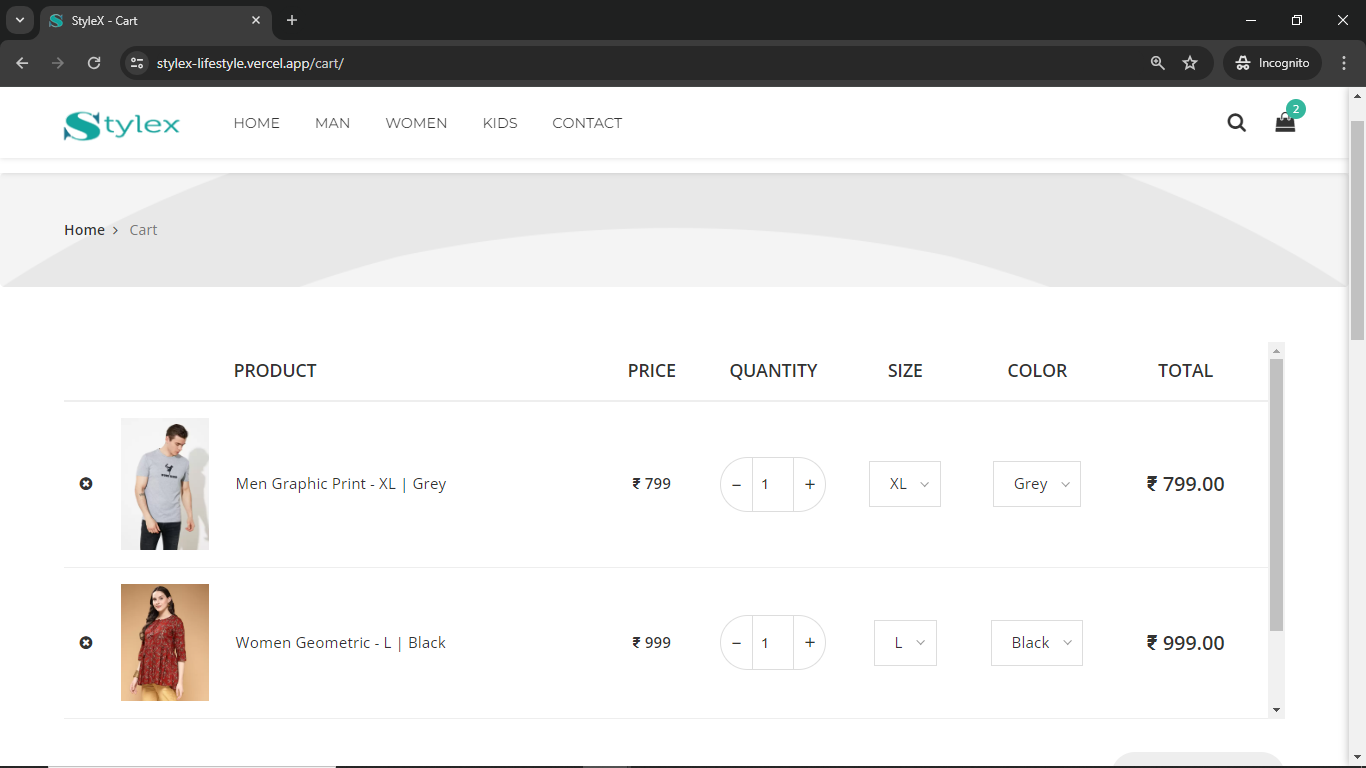 StyleX - Cart
stylex-lifestyle.vercel.app/cart/
Incognito
Stylex
HOME MAN WOMEN KIDS CONTACT
2
Home > Cart
PRODUCT PRICE QUANTITY SIZE COLOR TOTAL
Men Graphic Print - XL | Grey ₹ 799 − 1 + XL Grey ₹ 799.00
Women Geometric - L | Black ₹ 999 − 1 + L Black ₹ 999.00